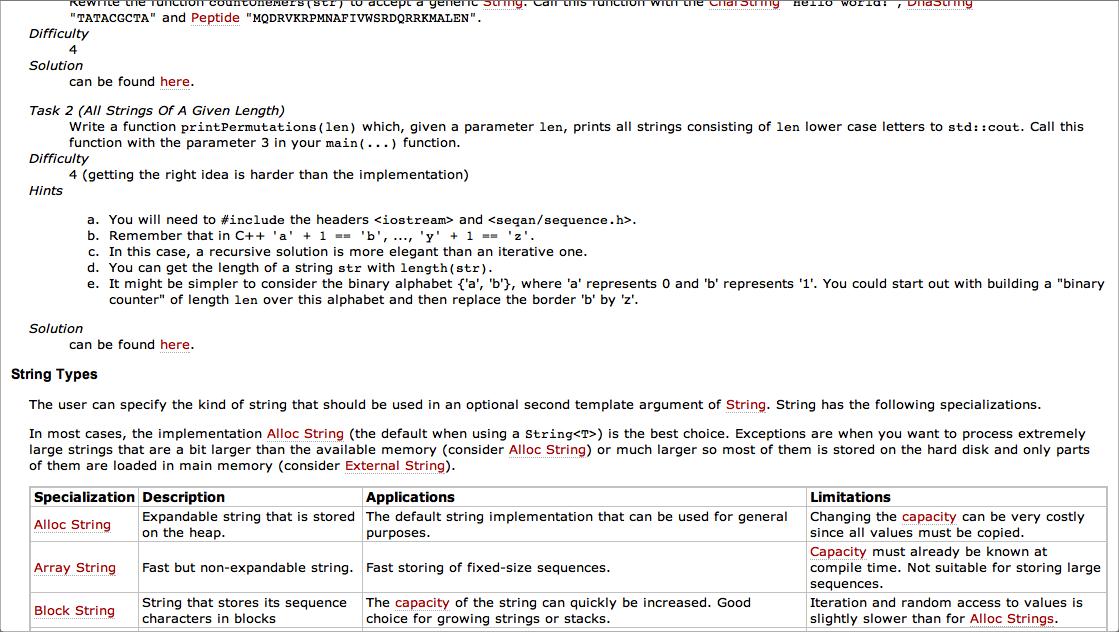 Rewrite the function countOneMers(str) to accept a generic String. Call this function with the CharString "Hello world!", DnaString
"TATACGCTA" and Peptide "MQDRVKRPMNAFIVWSRDQRRKMALEN".
Difficulty
4
Solution
can be found here.
Task 2 (All Strings Of A Given Length)
Write a function printPermutations(len) which, given a parameter len, prints all strings consisting of len lower case letters to std::cout. Call this
function with the parameter 3 in your main(...) function.
Difficulty
4 (getting the right idea is harder than the implementation)
Hints
a. You will need to #include the headers <iostream> and <seqan/sequence.h>.
b. Remember that in C++ 'a' + 1 == 'b', ..., 'y' + 1 == 'z'.
c. In this case, a recursive solution is more elegant than an iterative one.
d. You can get the length of a string str with length(str).
e. It might be simpler to consider the binary alphabet {'a', 'b'}, where 'a' represents 0 and 'b' represents '1'. You could start out with building a "binary
counter" of length len over this alphabet and then replace the border 'b' by 'z'.
Solution
can be found here.
String Types
The user can specify the kind of string that should be used in an optional second template argument of String. String has the following specializations.
In most cases, the implementation Alloc String (the default when using a String<T>) is the best choice. Exceptions are when you want to process extremely
large strings that are a bit larger than the available memory (consider Alloc String) or much larger so most of them is stored on the hard disk and only parts
of them are loaded in main memory (consider External String).
Specialization Description Applications Limitations
Alloc String
Expandable string that is stored
on the heap.
The default string implementation that can be used for general
purposes.
Changing the capacity can be very costly
since all values must be copied.
Array String
Fast but non-expandable string.
Fast storing of fixed-size sequences.
Capacity must already be known at
compile time. Not suitable for storing large
sequences.
Block String
String that stores its sequence
characters in blocks
The capacity of the string can quickly be increased. Good
choice for growing strings or stacks.
Iteration and random access to values is
slightly slower than for Alloc Strings.